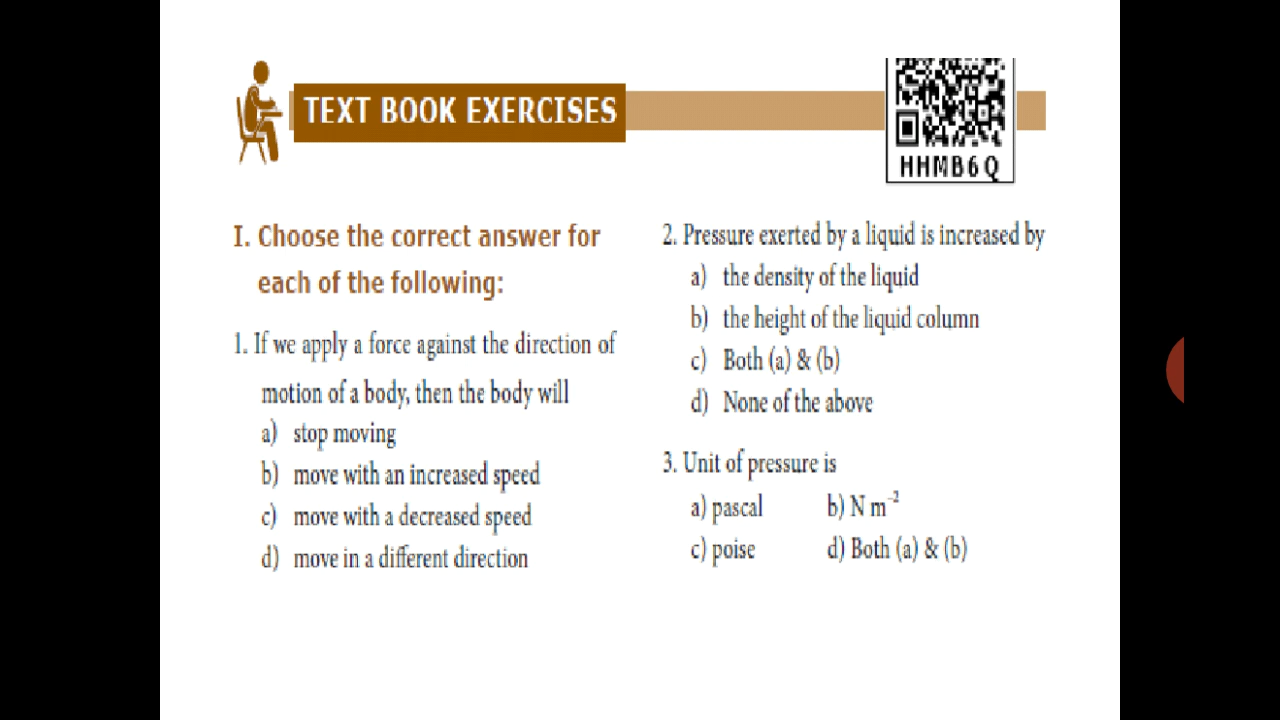 TEXT BOOK EXERCISES
HHMB6Q
I. Choose the correct answer for
each of the following:
1. If we apply a force against the direction of
motion of a body, then the body will
a) stop moving
b) move with an increased speed
c) move with a decreased speed
d) move in a different direction
2. Pressure exerted by a liquid is increased by
a) the density of the liquid
b) the height of the liquid column
c) Both (a) & (b)
d) None of the above
3. Unit of pressure is
a) pascal b) N m⁻²
c) poise d) Both (a) & (b)